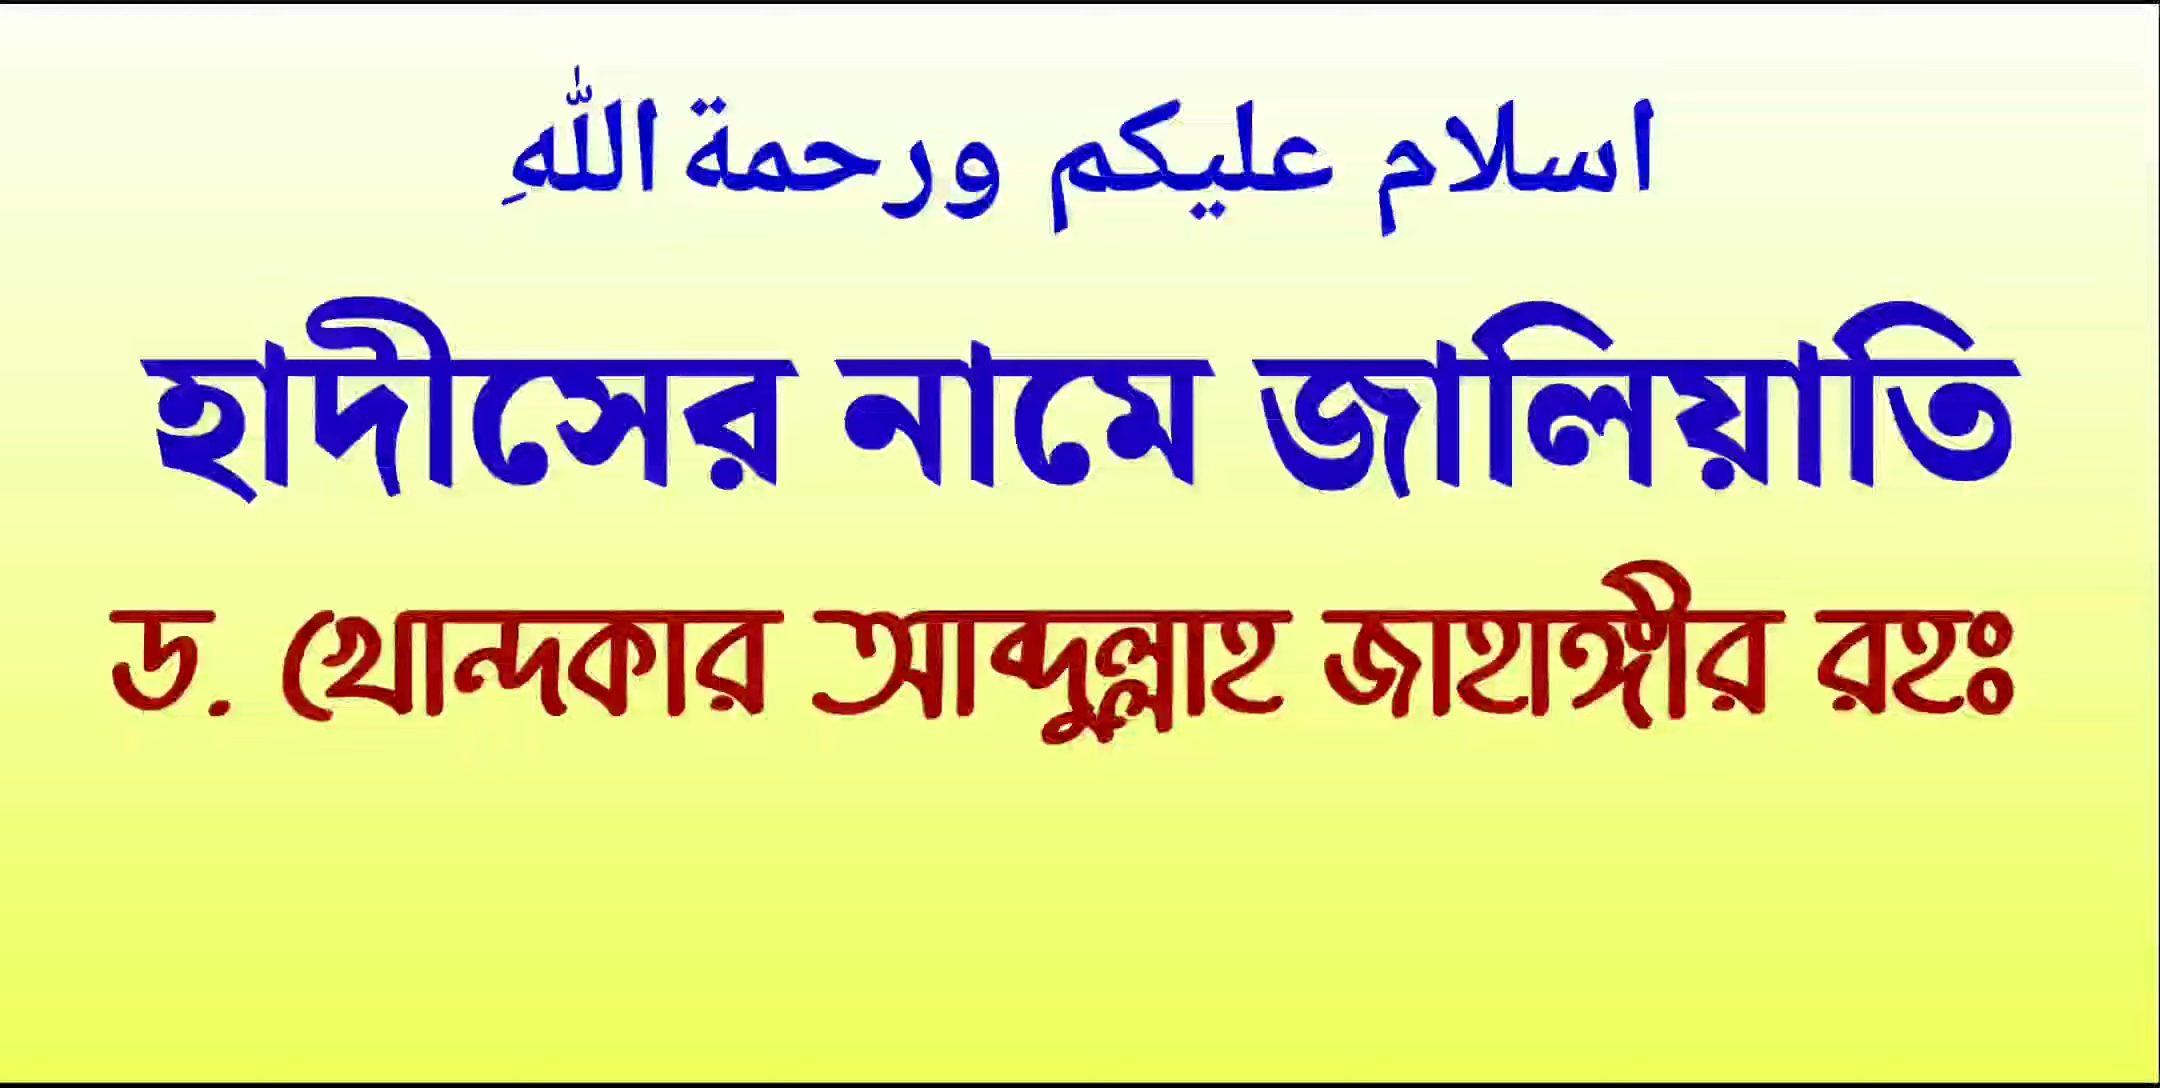 اسلام عليكم ورحمة اللهِ
হাদীসের নামে জালিয়াতি
ড. খোন্দকার আব্দুল্লাহ জাহাঙ্গীর রহঃ